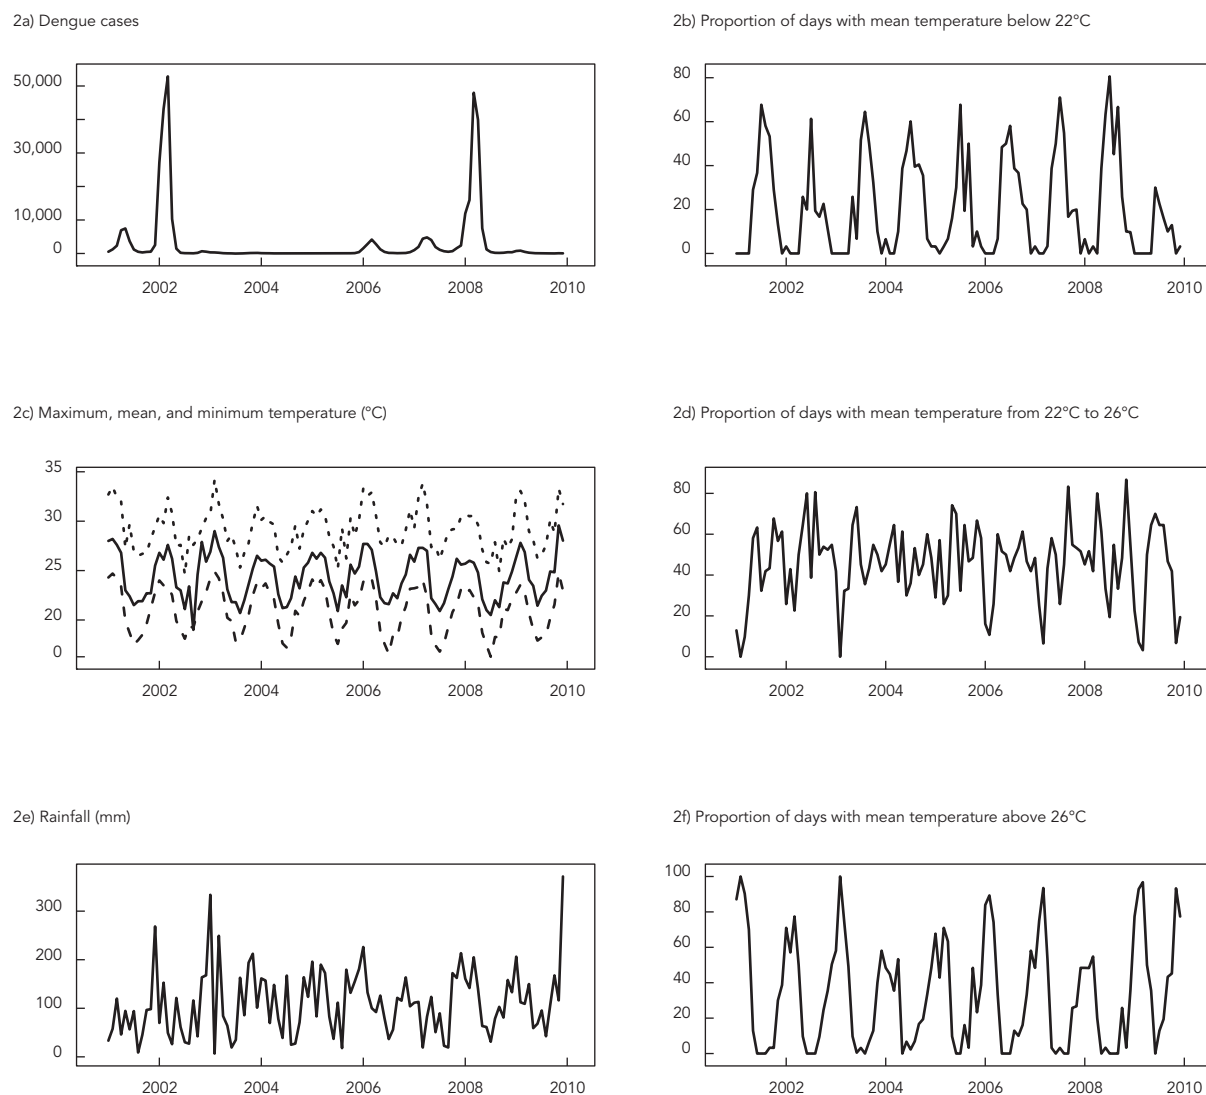 2a) Dengue cases
50,000
30,000
10,000
0
2002 2004 2006 2008 2010
2b) Proportion of days with mean temperature below 22ºC
80
60
40
20
0
2002 2004 2006 2008 2010
2c) Maximum, mean, and minimum temperature (ºC)
35
30
25
20
0
2002 2004 2006 2008 2010
2d) Proportion of days with mean temperature from 22ºC to 26ºC
80
60
40
20
0
2002 2004 2006 2008 2010
2e) Rainfall (mm)
300
200
100
0
2002 2004 2006 2008 2010
2f) Proportion of days with mean temperature above 26ºC
100
80
60
40
20
0
2002 2004 2006 2008 2010